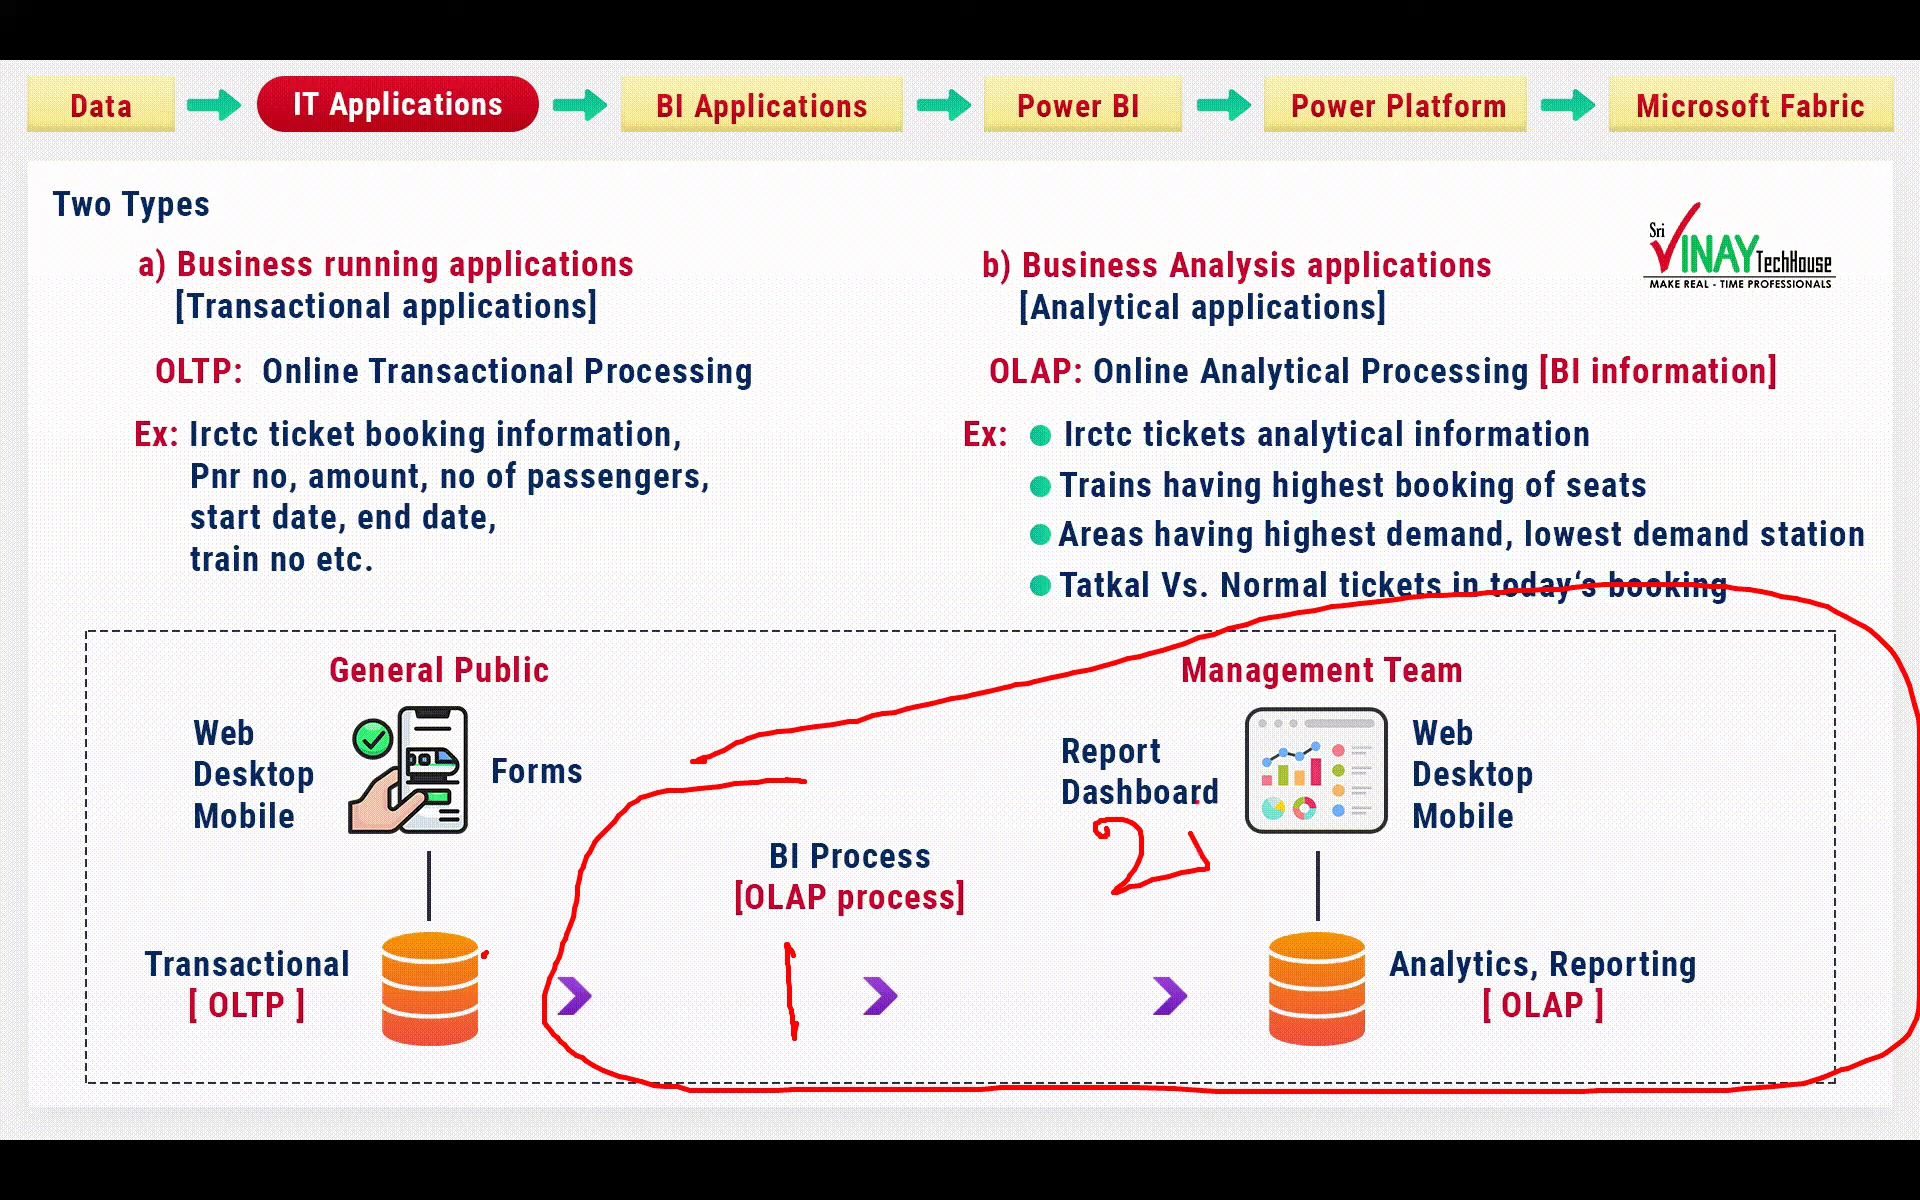 Data
IT Applications
BI Applications
Power BI
Power Platform
Microsoft Fabric
Two Types
Sri
VINAY TechHouse
MAKE REAL - TIME PROFESSIONALS
a) Business running applications
[Transactional applications]
OLTP: Online Transactional Processing
Ex: Irctc ticket booking information,
Pnr no, amount, no of passengers,
start date, end date,
train no etc.
b) Business Analysis applications
[Analytical applications]
OLAP: Online Analytical Processing [BI information]
Ex: Irctc tickets analytical information
Trains having highest booking of seats
Areas having highest demand, lowest demand station
Tatkal Vs. Normal tickets in today‘s booking
General Public
Web
Desktop
Mobile
Forms
Transactional
[ OLTP ]
BI Process
[OLAP process]
1
Management Team
Report
Dashboard
2
Web
Desktop
Mobile
Analytics, Reporting
[ OLAP ]